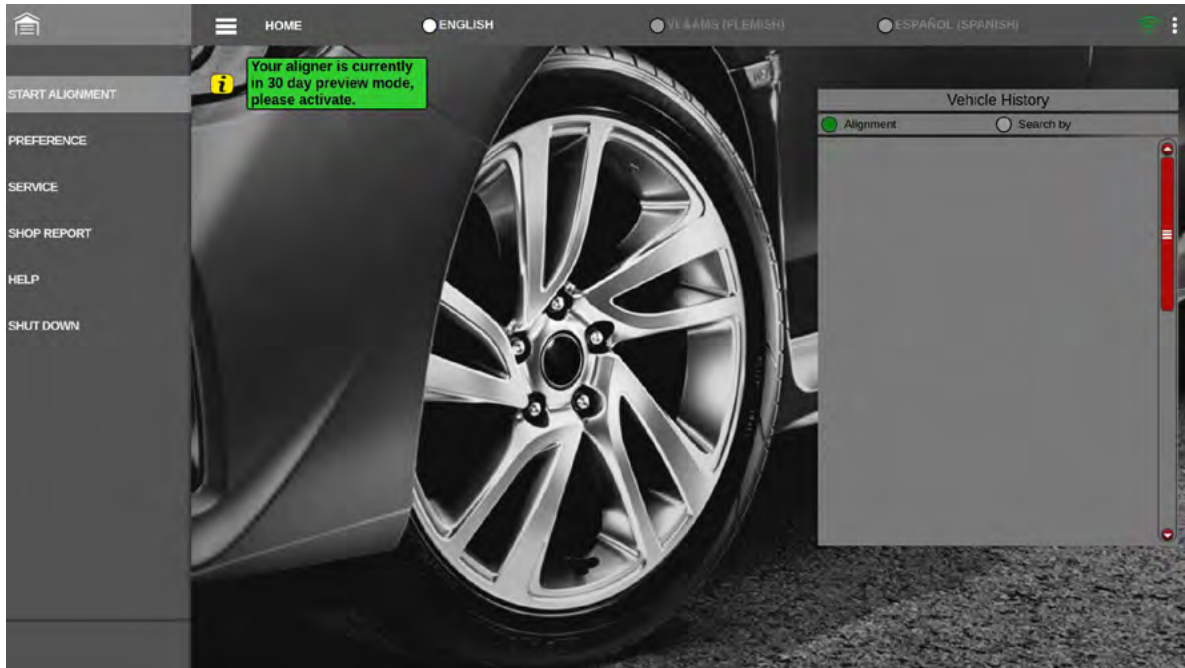 HOME
ENGLISH
VLAAMS (FLEMISH)
ESPAÑOL (SPANISH)
Your aligner is currently
in 30 day preview mode,
please activate.
START ALIGNMENT
PREFERENCE
SERVICE
SHOP REPORT
HELP
SHUT DOWN
Vehicle History
Alignment
Search by